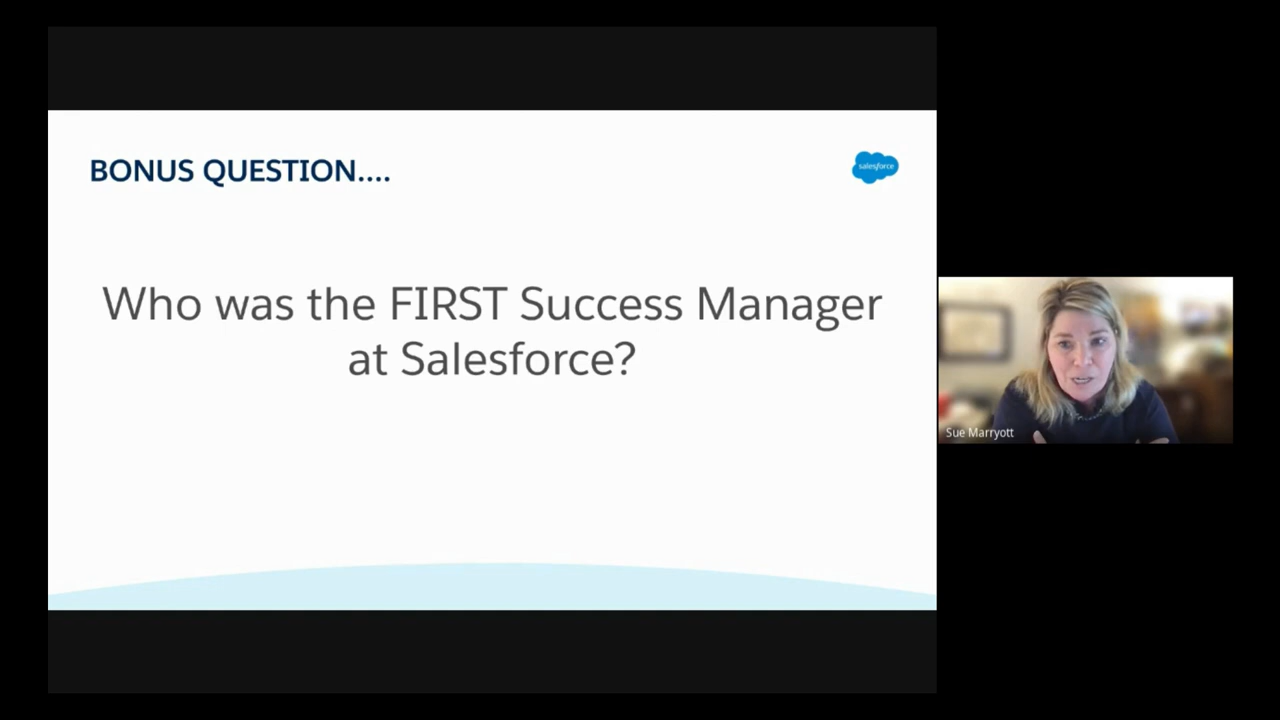 BONUS QUESTION....
salesforce
Who was the FIRST Success Manager
at Salesforce?
Sue Marryott